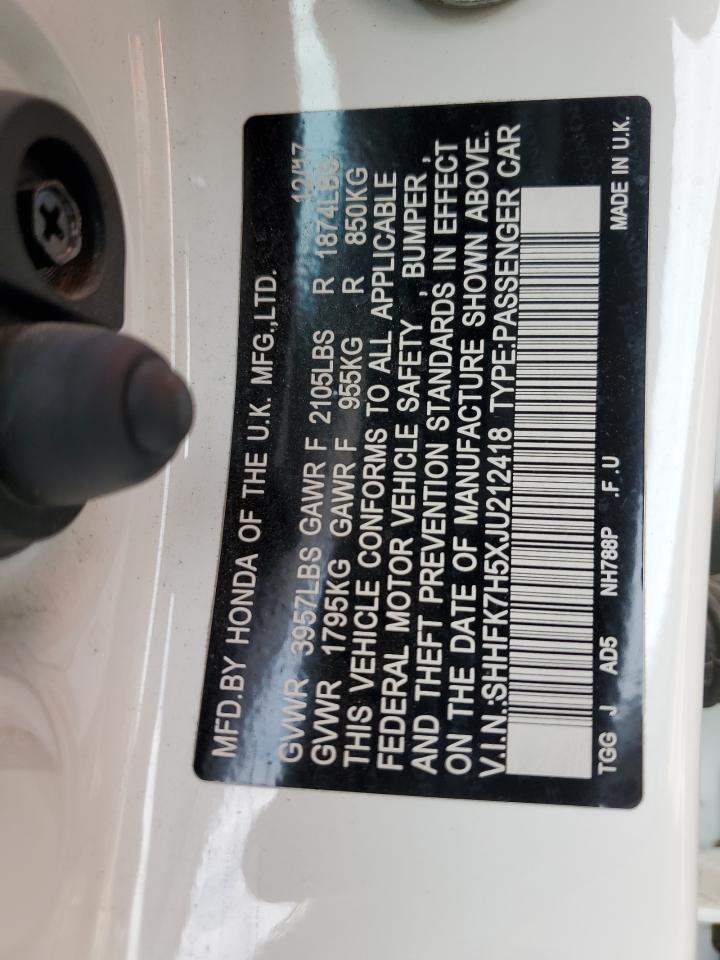 MFD.BY HONDA OF THE U.K. MFG.,LTD. 12/17
GVWR 3957LBS GAWR F 2105LBS R 1874LBS
GVWR 1795KG GAWR F 955KG R 850KG
THIS VEHICLE CONFORMS TO ALL APPLICABLE
FEDERAL MOTOR VEHICLE SAFETY , BUMPER ,
AND THEFT PREVENTION STANDARDS IN EFFECT
ON THE DATE OF MANUFACTURE SHOWN ABOVE.
V.I.N.:SHHFK7H5XJU212418 TYPE:PASSENGER CAR
TGG J AD5 NH788P .F.U MADE IN U.K.